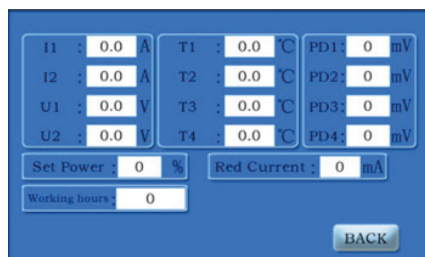 I1 : 0.0 A T1 : 0.0 ℃ PD1: 0 mV
I2 : 0.0 A T2 : 0.0 ℃ PD2: 0 mV
U1 : 0.0 V T3 : 0.0 ℃ PD3: 0 mV
U2 : 0.0 V T4 : 0.0 ℃ PD4: 0 mV
Set Power : 0 % Red Current : 0 mA
Working hours : 0
BACK